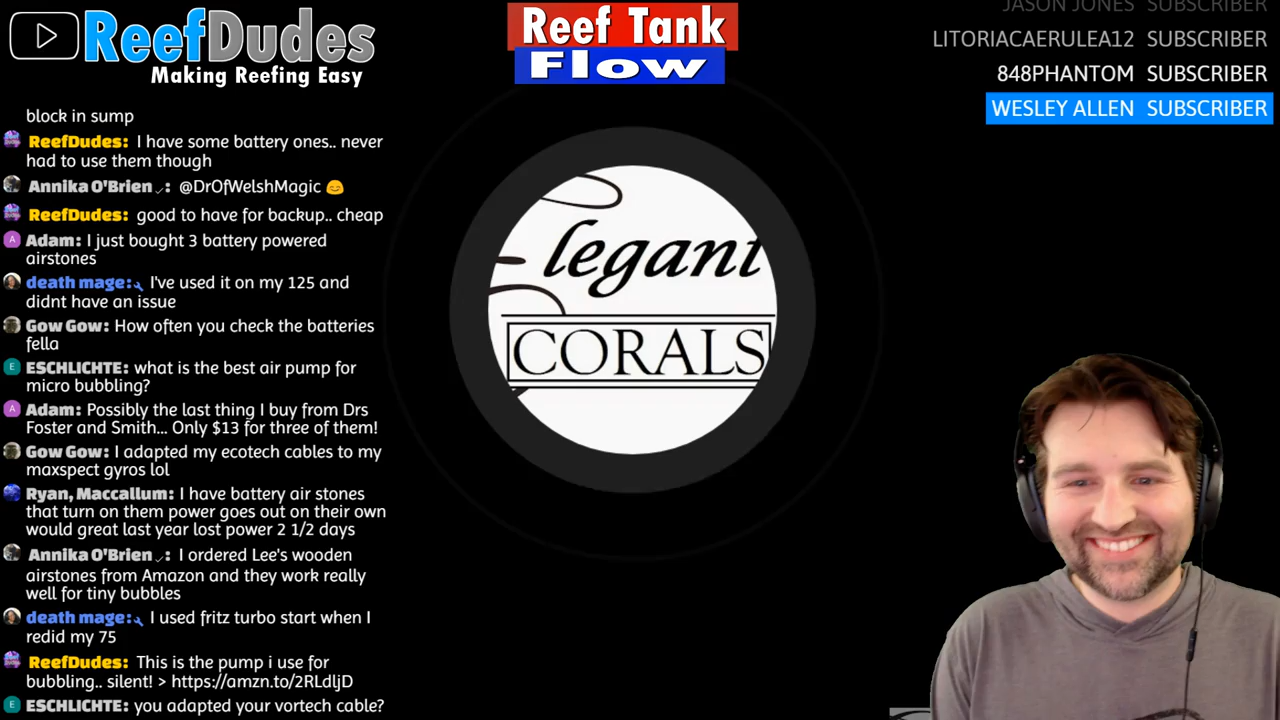 ReefDudes
Making Reefing Easy
Reef Tank
Flow
JASON JONES SUBSCRIBER
LITORIACAERULEA12 SUBSCRIBER
848PHANTOM SUBSCRIBER
WESLEY ALLEN SUBSCRIBER
block in sump
ReefDudes: I have some battery ones.. never
had to use them though
Annika O'Brien: @DrOfWelshMagic 😊
ReefDudes: good to have for backup.. cheap
A Adam: I just bought 3 battery powered
airstones
death mage: I've used it on my 125 and
didnt have an issue
Gow Gow: How often you check the batteries
fella
E ESCHLICHTE: what is the best air pump for
micro bubbling?
A Adam: Possibly the last thing I buy from Drs
Foster and Smith... Only $13 for three of them!
Gow Gow: I adapted my ecotech cables to my
maxspect gyros lol
Ryan, Maccallum: I have battery air stones
that turn on them power goes out on their own
would great last year lost power 2 1/2 days
Annika O'Brien: I ordered Lee's wooden
airstones from Amazon and they work really
well for tiny bubbles
death mage: I used fritz turbo start when I
redid my 75
ReefDudes: This is the pump i use for
bubbling.. silent! > https://amzn.to/2RLdljD
E ESCHLICHTE: you adapted your vortech cable?
legant
CORALS